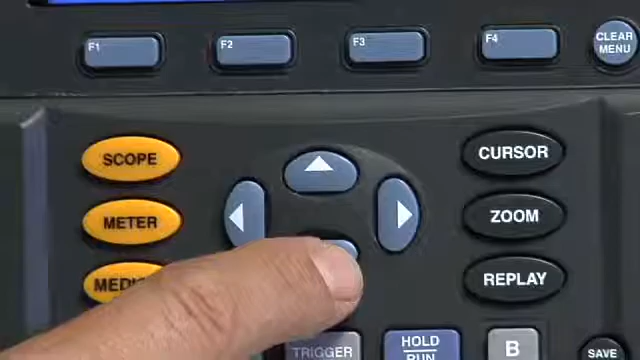 F1
F2
F3
F4
CLEAR
MENU
SCOPE
CURSOR
METER
ZOOM
REPLAY
TRIGGER
HOLD
RUN
B
SAVE